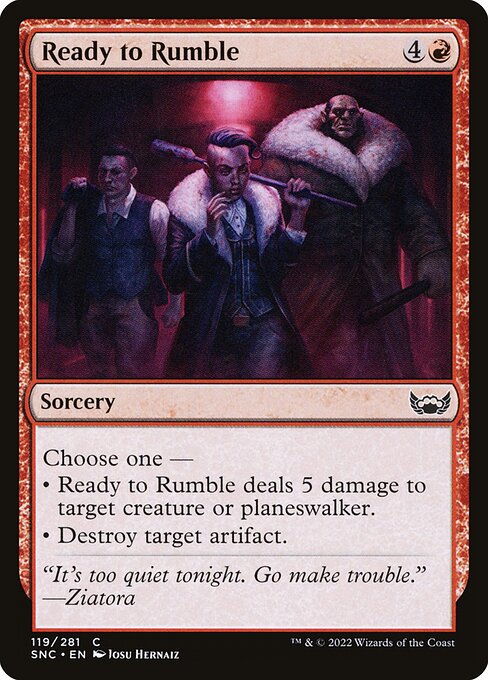 Ready to Rumble 4
Sorcery
Choose one —
• Ready to Rumble deals 5 damage to
target creature or planeswalker.
• Destroy target artifact.
“It’s too quiet tonight. Go make trouble.”
—Ziatora
119/281 C
SNC • EN Josu Hernaiz
™ & © 2022 Wizards of the Coast